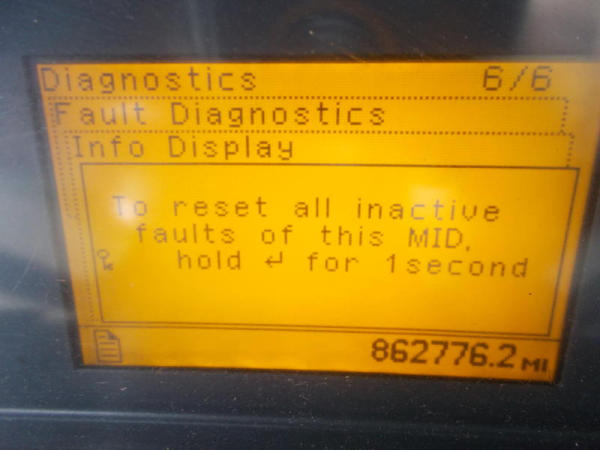 Diagnostics 6/6
Fault Diagnostics
Info Display
To reset all inactive
faults of this MID,
hold ↵ for 1second
862776.2 MI